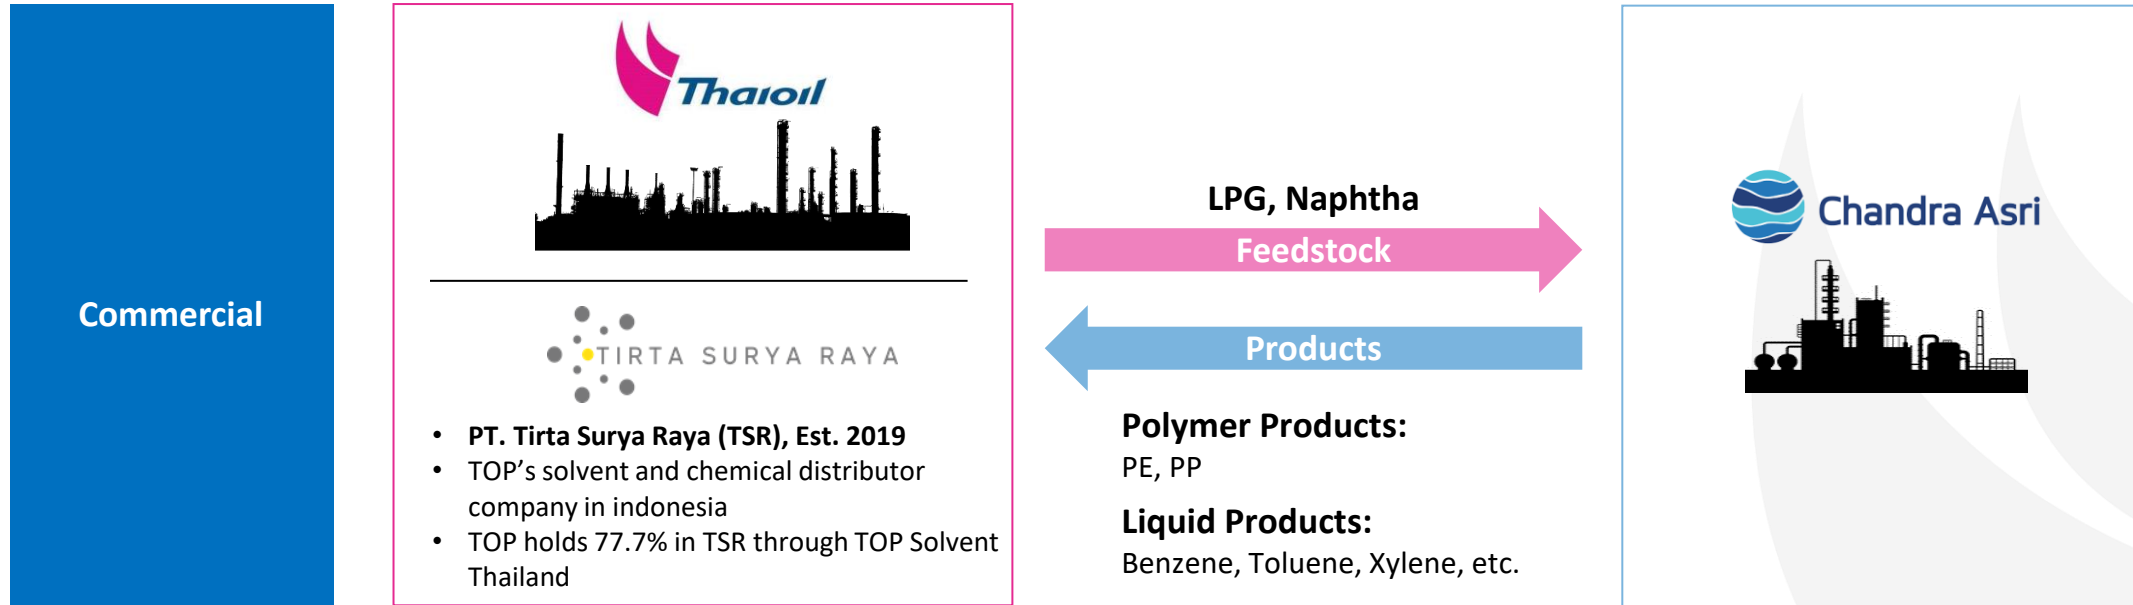 Commercial
Thaioil
TIRTA SURYA RAYA
• PT. Tirta Surya Raya (TSR), Est. 2019
• TOP’s solvent and chemical distributor
company in indonesia
• TOP holds 77.7% in TSR through TOP Solvent
Thailand
LPG, Naphtha
Feedstock
Products
Polymer Products:
PE, PP
Liquid Products:
Benzene, Toluene, Xylene, etc.
Chandra Asri